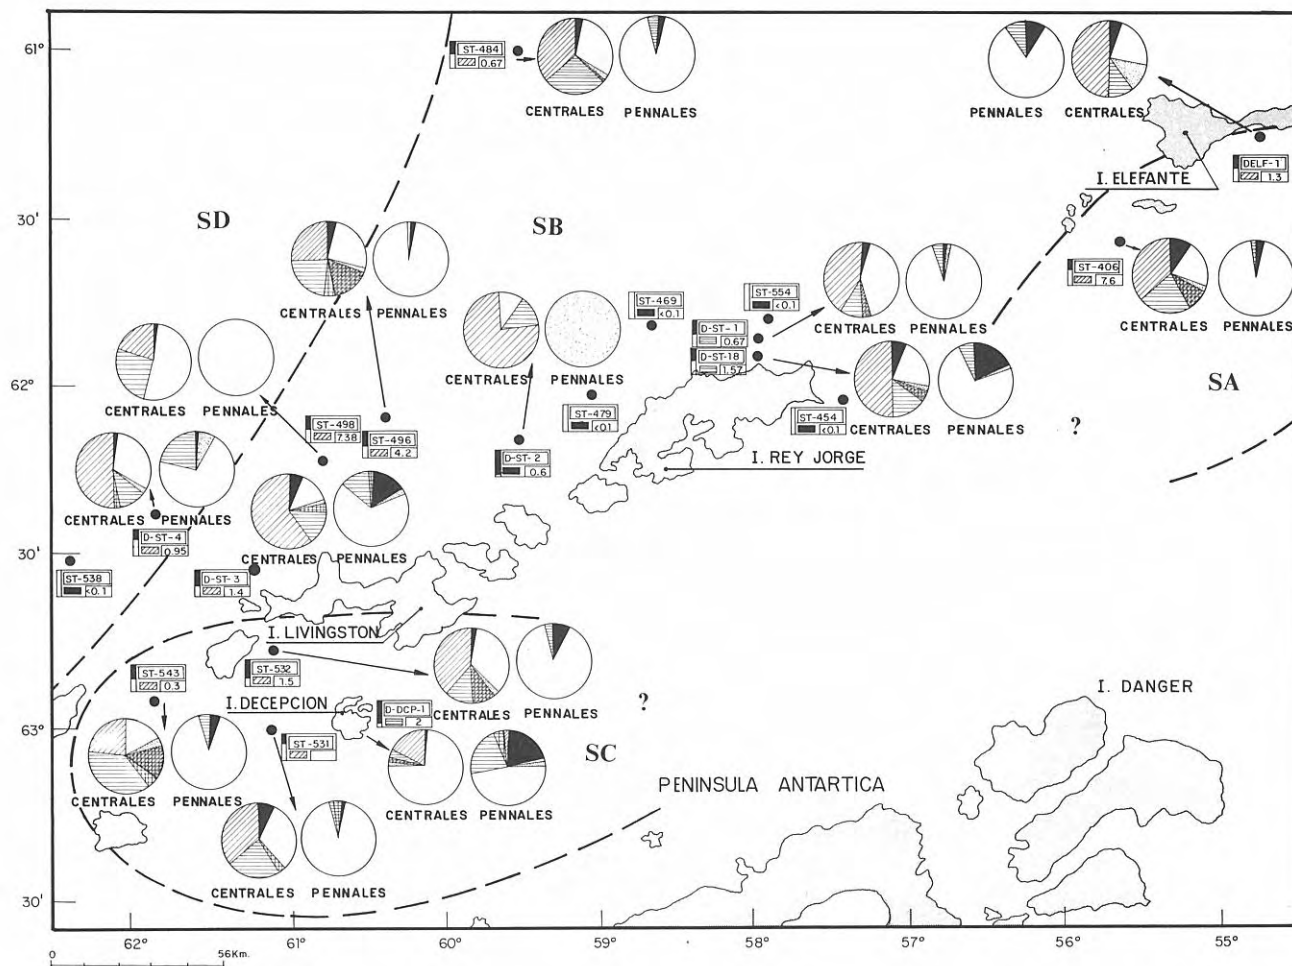 61°
ST-484
0.67
CENTRALES PENNALES
PENNALES CENTRALES
DELF-1
1.3
I. ELEFANTE
30'
SD
SB
ST-406
7.6
CENTRALES PENNALES
CENTRALES PENNALES
ST-469
<0.1
ST-554
<0.1
D-ST-1
0.67
D-ST-18
1.57
CENTRALES PENNALES
CENTRALES PENNALES
62°
SA
?
CENTRALES PENNALES
ST-498
7.38
ST-496
4.2
ST-479
<0.1
ST-454
<0.1
CENTRALES PENNALES
D-ST-2
0.6
I. REY JORGE
CENTRALES PENNALES
D-ST-4
0.95
30'
ST-538
<0.1
D-ST-3
1.4
CENTRALES PENNALES
I. LIVINGSTON
ST-543
0.3
ST-532
1.5
I. DECEPCION
D-DCP-1
2
CENTRALES PENNALES
?
I. DANGER
63°
ST-531
SC
CENTRALES PENNALES
CENTRALES PENNALES
PENINSULA ANTARTICA
CENTRALES PENNALES
30'
62° 61° 60° 59° 58° 57° 56° 55°
0 56Km.